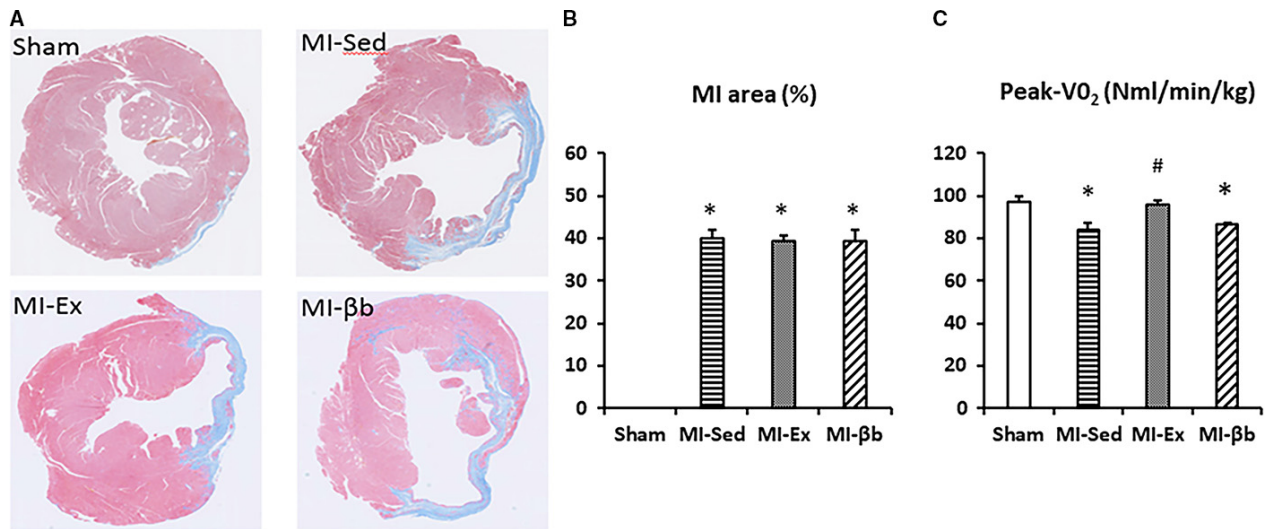 A
Sham
MI-Sed
MI-Ex
MI-βb
B
MI area (%)
60
50
40
30
20
10
0
*
*
*
Sham MI-Sed MI-Ex MI-βb
C
Peak-V0₂ (Nml/min/kg)
120
100
80
60
40
20
0
*
#
*
Sham MI-Sed MI-Ex MI-βb